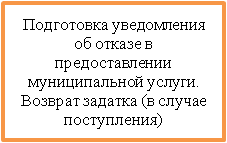 Подготовка уведомления
об отказе в
предоставлении
муниципальной услуги.
Возврат задатка (в случае
поступления)